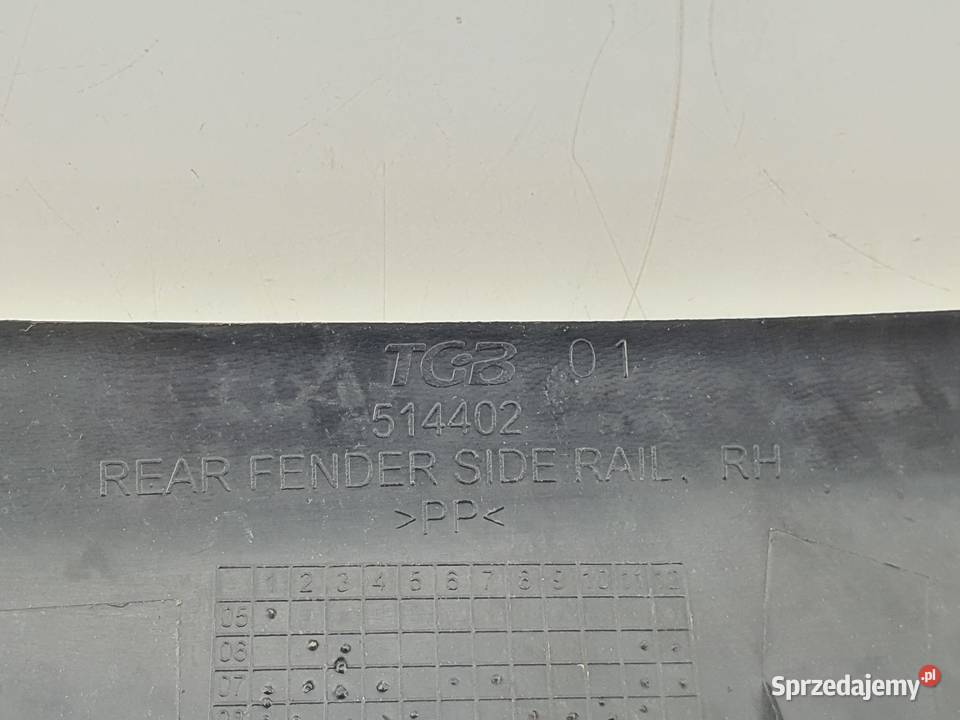 TGB 01
514402
REAR FENDER SIDE RAIL, RH
>PP<
1 2 3 4 5 6 7 8 9 10 11 12
05
06
07
08
Sprzedajemy.pl